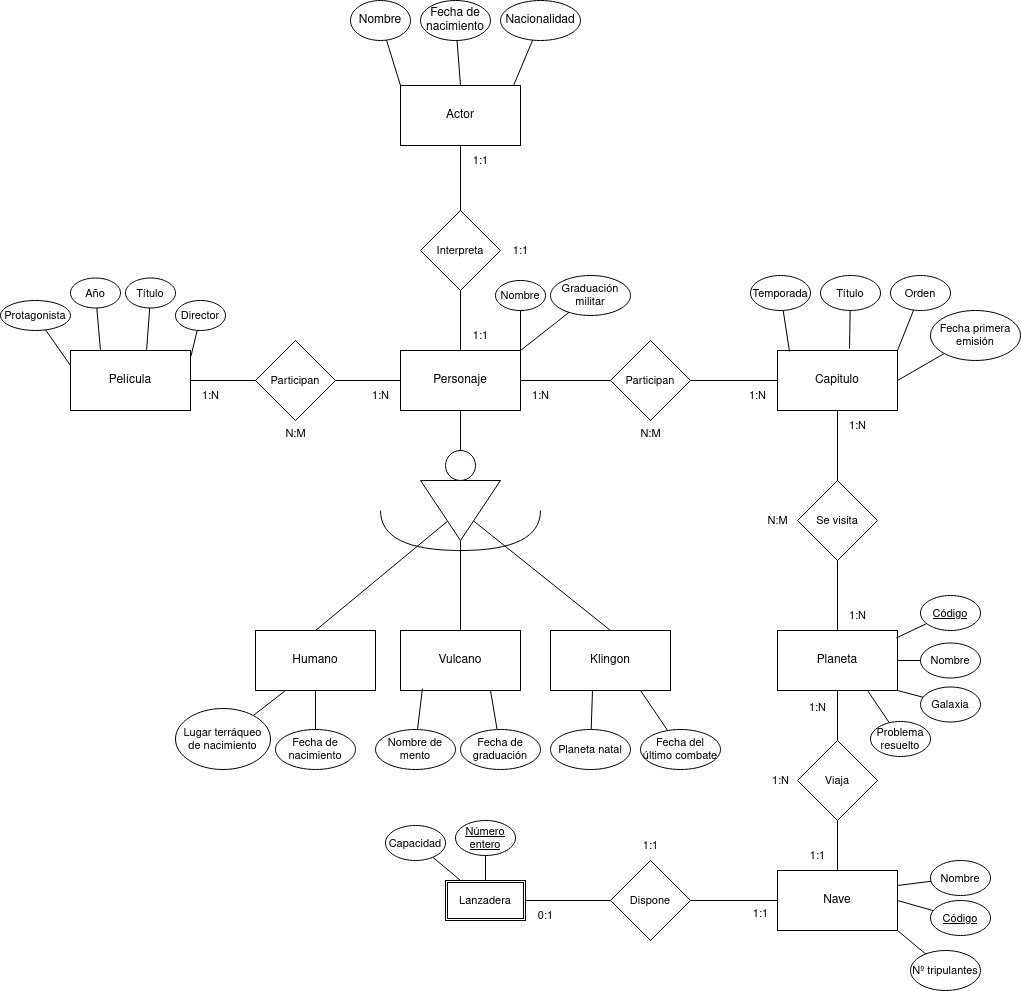 Nombre
Fecha de
nacimiento
Nacionalidad
Actor
1:1
Interpreta
1:1
1:1
Nombre
Graduación
militar
Protagonista
Año
Título
Director
Temporada
Título
Orden
Fecha primera
emisión
Película
1:N
Participan
N:M
1:N
Personaje
1:N
Participan
N:M
1:N
Capitulo
1:N
N:M
Se visita
1:N
Humano
Vulcano
Klingon
Lugar terráqueo
de nacimiento
Fecha de
nacimiento
Nombre de
mento
Fecha de
graduación
Planeta natal
Fecha del
último combate
Planeta
Código
Nombre
Galaxia
Problema
resuelto
1:N
1:N
Viaja
1:1
Capacidad
Número
entero
Lanzadera
0:1
1:1
Dispone
1:1
Nave
Nombre
Código
Nº tripulantes